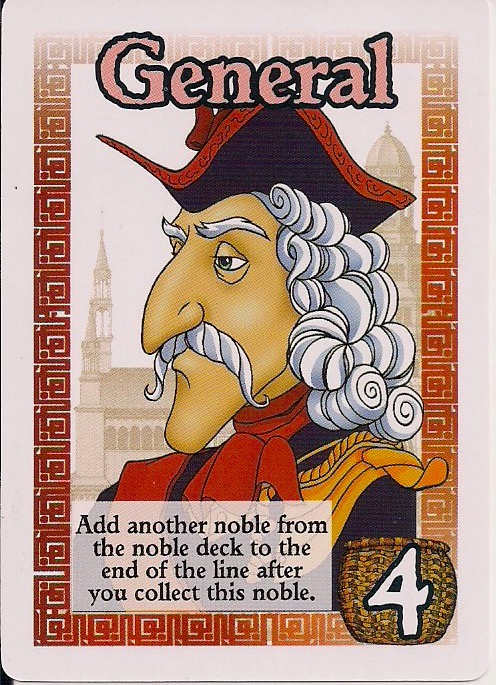 General
Add another noble from
the noble deck to the
end of the line after
you collect this noble.
4